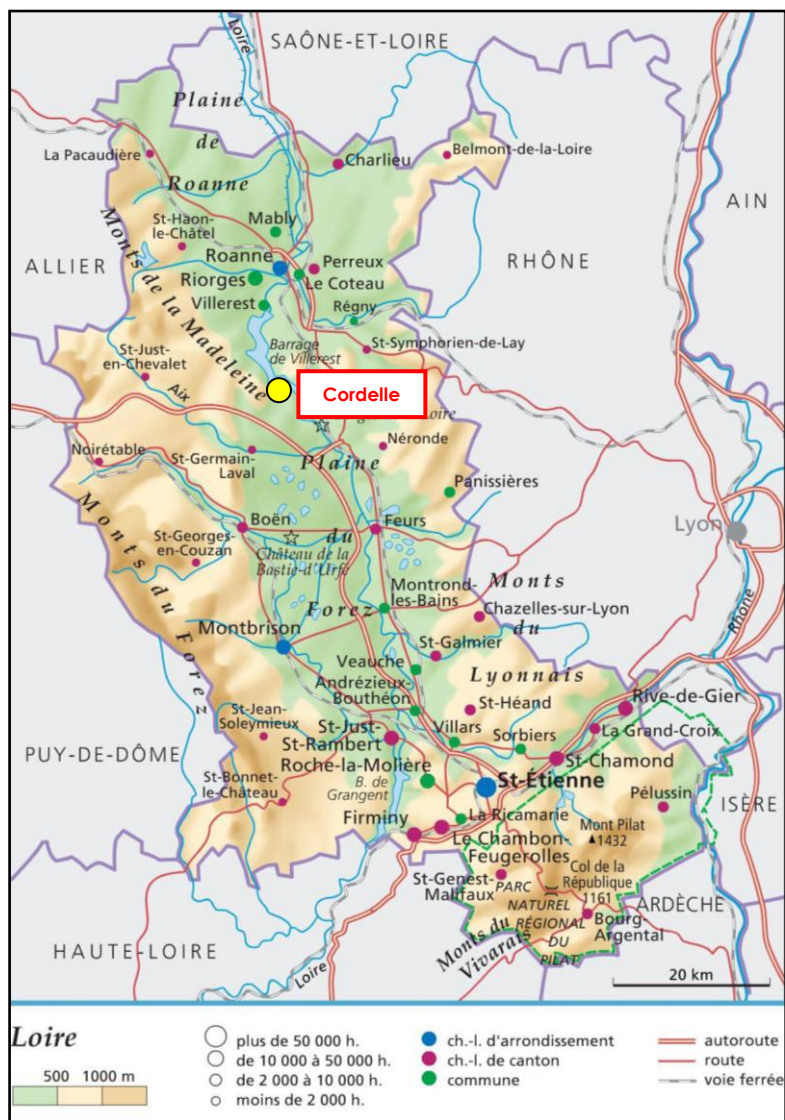 SAÔNE-ET-LOIRE
Loire
Plaine
de
Roanne
La Pacaudière
Charlieu
Belmont-de-la-Loire
AIN
St-Haon-
le-Châtel
Mably
RHÔNE
ALLIER
Monts de la Madeleine
Roanne
Perreux
Le Coteau
Riorges
Villerest
Régny
Barrage
de Villerest
St-Symphorien-de-Lay
St-Just-
en-Chevalet
Aix
Cordelle
Loire
Néronde
Noirétable
St-Germain-
Laval
Plaine
Panissières
Monts du Forez
Boën
Feurs
Lyon
St-Georges-
en-Couzan
Château de la
Bastie-d'Urfé
du
Montrond-
les-Bains
Monts
Forez
Chazelles-sur-Lyon
du
Rhône
Montbrison
St-Galmier
Veauche
Lyonnais
Andrézieux-
Bouthéon
St-Héand
Rive-de-Gier
St-Jean-
Soleymieux
St-Just-
St-Rambert
Villars
Sorbiers
La Grand-Croix
PUY-DE-DÔME
Roche-la-Molière
St-Chamond
St-Étienne
St-Bonnet-
le-Château
B. de
Grangent
Pélussin
ISÈRE
La Ricamarie
Mont Pilat
1432
Firminy
Le Chambon-
Feugerolles
Col de la
République
1161
St-Genest-
Malifaux
PARC
NATUREL
RÉGIONAL
DU
PILAT
ARDÈCHE
Bourg-
Argental
HAUTE-LOIRE
Monts du
Vivarais
Loire
20 km
Loire
500 1000 m
plus de 50 000 h.
de 10 000 à 50 000 h.
de 2 000 à 10 000 h.
moins de 2 000 h.
ch.-l. d'arrondissement
ch.-l. de canton
commune
autoroute
route
voie ferrée